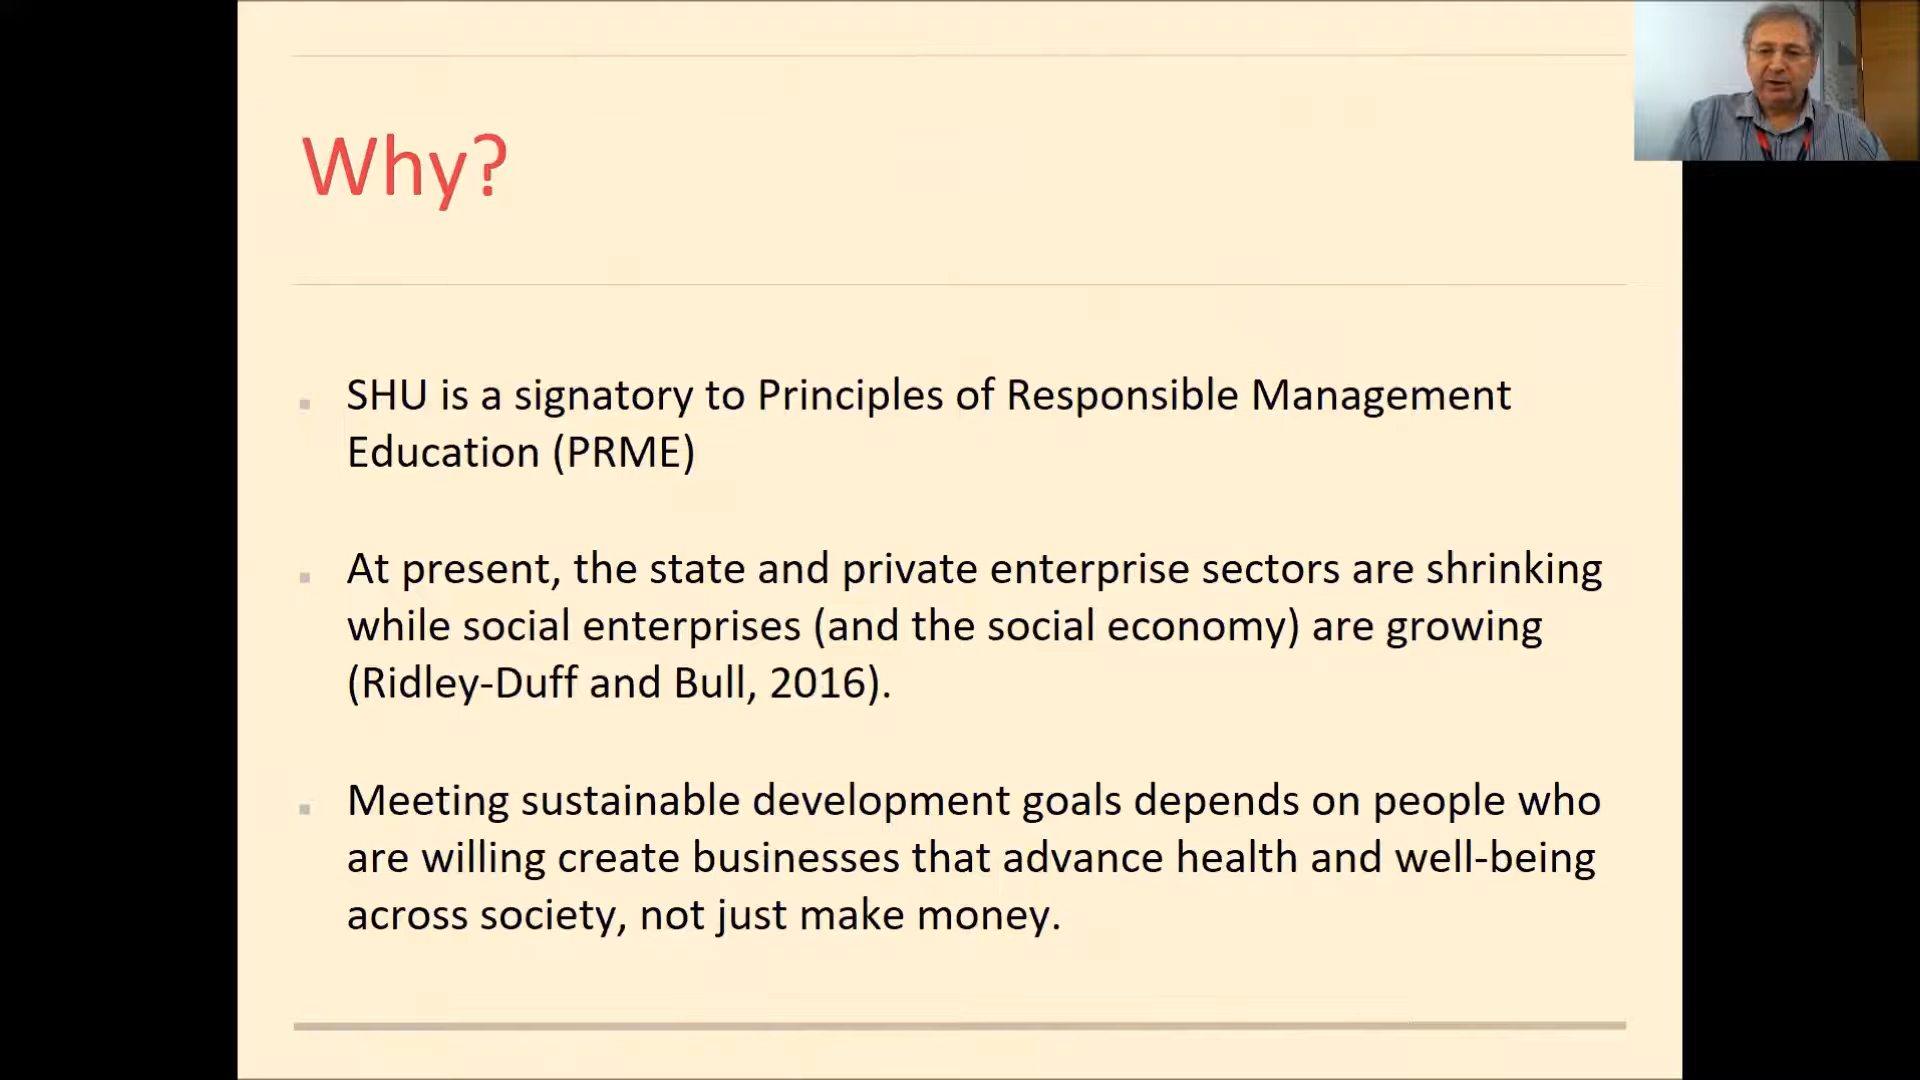 Why?
SHU is a signatory to Principles of Responsible Management
Education (PRME)
At present, the state and private enterprise sectors are shrinking
while social enterprises (and the social economy) are growing
(Ridley-Duff and Bull, 2016).
Meeting sustainable development goals depends on people who
are willing create businesses that advance health and well-being
across society, not just make money.